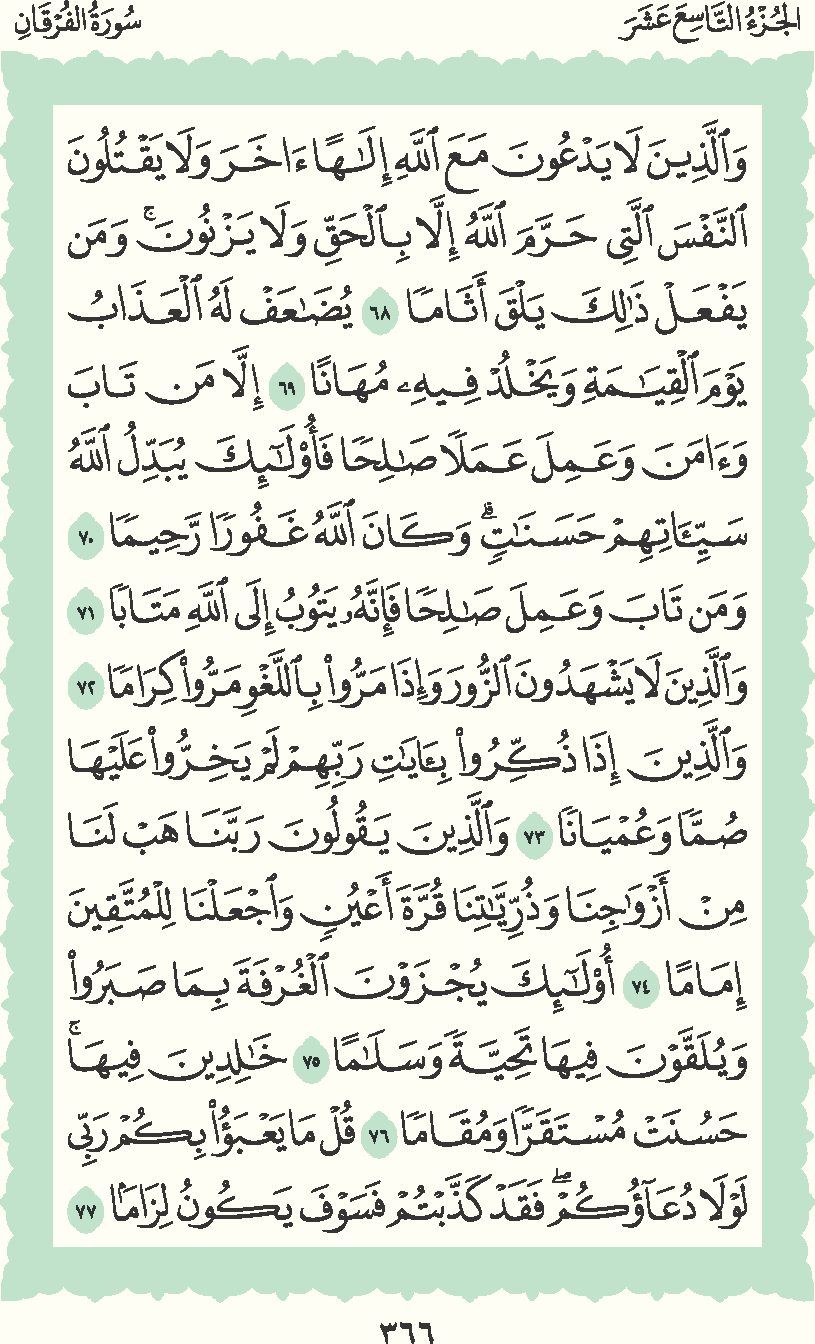 الجُزْءُ التَّاسِعَ عَشَرَ
سُورَةُ الفُرْقَانِ
وَٱلَّذِينَ لَا يَدْعُونَ مَعَ ٱللَّهِ إِلَٰهًا ءَاخَرَ وَلَا يَقْتُلُونَ
ٱلنَّفْسَ ٱلَّتِى حَرَّمَ ٱللَّهُ إِلَّا بِٱلْحَقِّ وَلَا يَزْنُونَۚ وَمَن
يَفْعَلْ ذَٰلِكَ يَلْقَ أَثَامًا ٦٨ يُضَٰعَفْ لَهُ ٱلْعَذَابُ
يَوْمَ ٱلْقِيَٰمَةِ وَيَخْلُدْ فِيهِۦ مُهَانًا ٦٩ إِلَّا مَن تَابَ
وَءَامَنَ وَعَمِلَ عَمَلًا صَٰلِحًا فَأُو۟لَٰٓئِكَ يُبَدِّلُ ٱللَّهُ
سَيِّـَٔاتِهِمْ حَسَنَٰتٍۗ وَكَانَ ٱللَّهُ غَفُورًا رَّحِيمًا ٧٠
وَمَن تَابَ وَعَمِلَ صَٰلِحًا فَإِنَّهُۥ يَتُوبُ إِلَى ٱللَّهِ مَتَابًا ٧١
وَٱلَّذِينَ لَا يَشْهَدُونَ ٱلزُّورَ وَإِذَا مَرُّوا۟ بِٱللَّغْوِ مَرُّوا۟ كِرَامًا ٧٢
وَٱلَّذِينَ إِذَا ذُكِّرُوا۟ بِـَٔايَٰتِ رَبِّهِمْ لَمْ يَخِرُّوا۟ عَلَيْهَا
صُمًّا وَعُمْيَانًا ٧٣ وَٱلَّذِينَ يَقُولُونَ رَبَّنَا هَبْ لَنَا
مِنْ أَزْوَٰجِنَا وَذُرِّيَّٰتِنَا قُرَّةَ أَعْيُنٍ وَٱجْعَلْنَا لِلْمُتَّقِينَ
إِمَامًا ٧٤ أُو۟لَٰٓئِكَ يُجْزَوْنَ ٱلْغُرْفَةَ بِمَا صَبَرُوا۟
وَيُلَقَّوْنَ فِيهَا تَحِيَّةً وَسَلَٰمًا ٧٥ خَٰلِدِينَ فِيهَاۚ
حَسُنَتْ مُسْتَقَرًّا وَمُقَامًا ٧٦ قُلْ مَا يَعْبَؤُا۟ بِكُمْ رَبِّى
لَوْلَا دُعَآؤُكُمْۖ فَقَدْ كَذَّبْتُمْ فَسَوْفَ يَكُونُ لِزَامًۢا ٧٧
٣٦٦